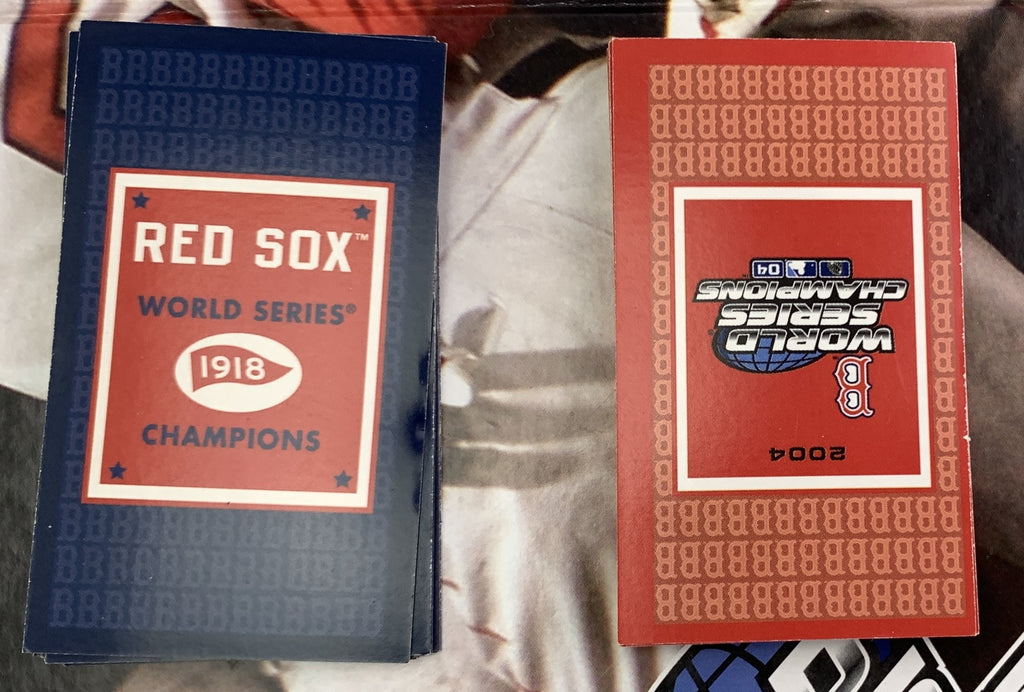 RED SOX™
WORLD SERIES®
1918
CHAMPIONS
2004
B
WORLD
SERIES
CHAMPIONS
04